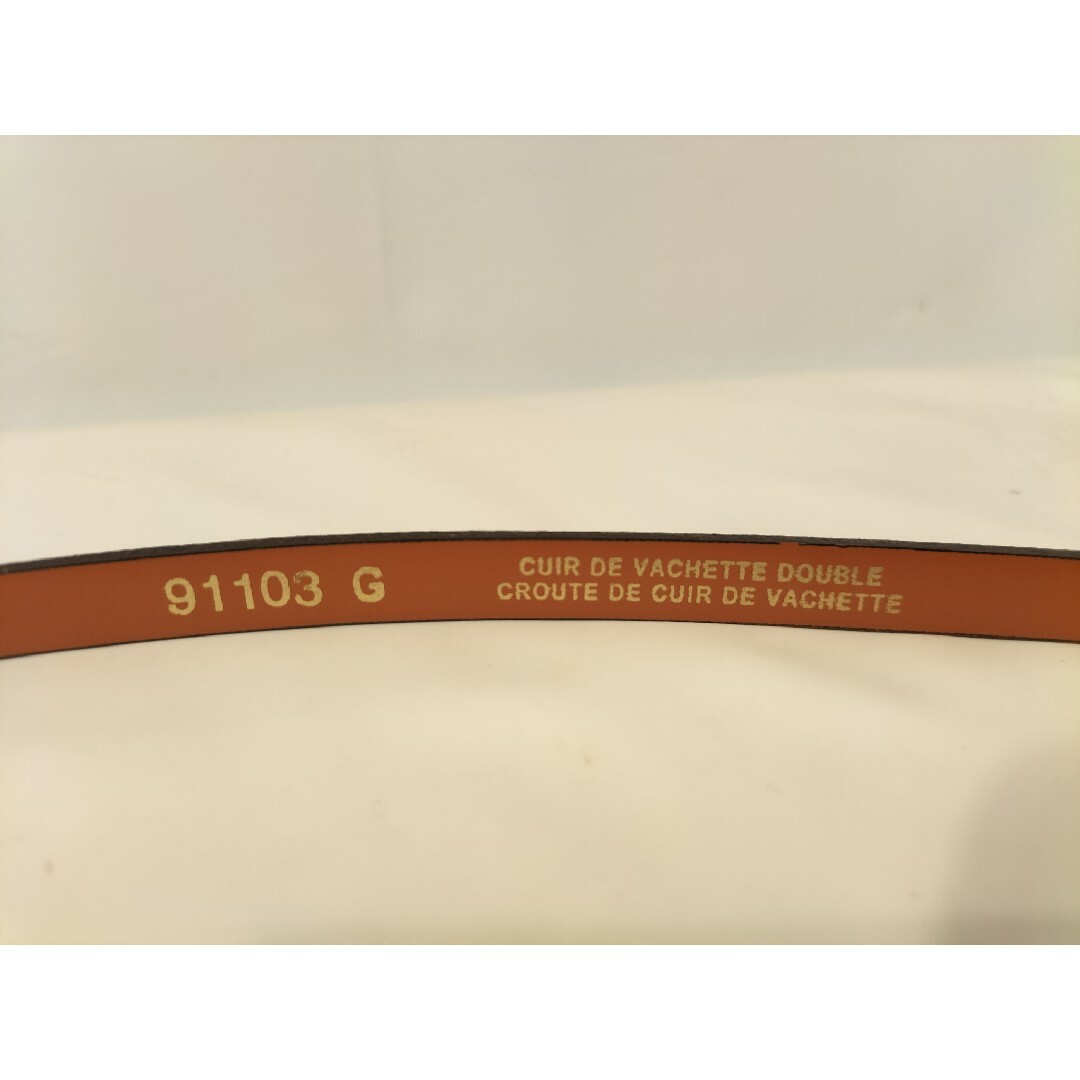 91103 G
CUIR DE VACHETTE DOUBLE
CROUTE DE CUIR DE VACHETTE